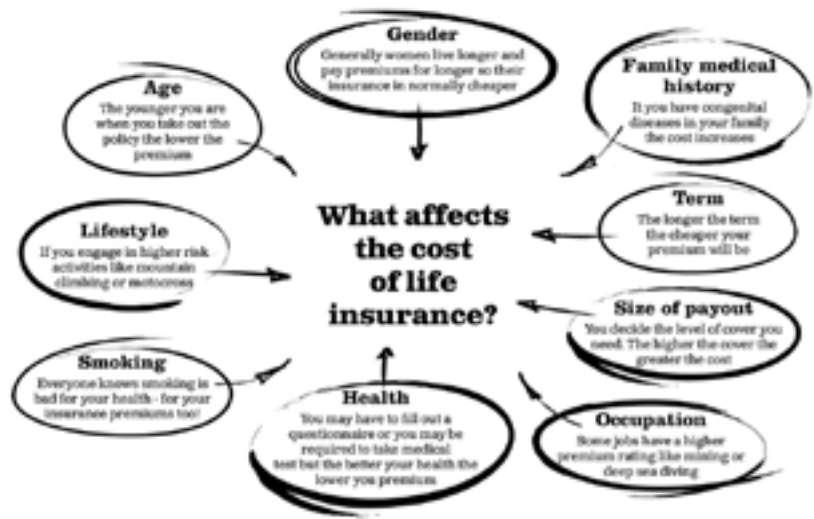 Gender
Generally women live longer and
pay premiums for longer so their
insurance in normally cheaper
Family medical
history
It you have congenital
diseases in your family
the cost increases
Age
The younger you are
when you take out the
policy the lower the
premium
Term
The longer the term
the cheaper your
premium will be
Lifestyle
If you engage in higher risk
activities like mountain
climbing or motocross
What affects
the cost
of life
insurance?
Size of payout
You decide the level of cover you
need. The higher the cover the
greater the cost
Smoking
Everyone knows smoking is
bad for your health - for your
insurance premiums too!
Health
You may have to fill out a
questionnaire or you may be
required to take medical
test but the better your health the
lower you premium
Occupation
Some jobs have a higher
premium rating like mining or
deep sea diving